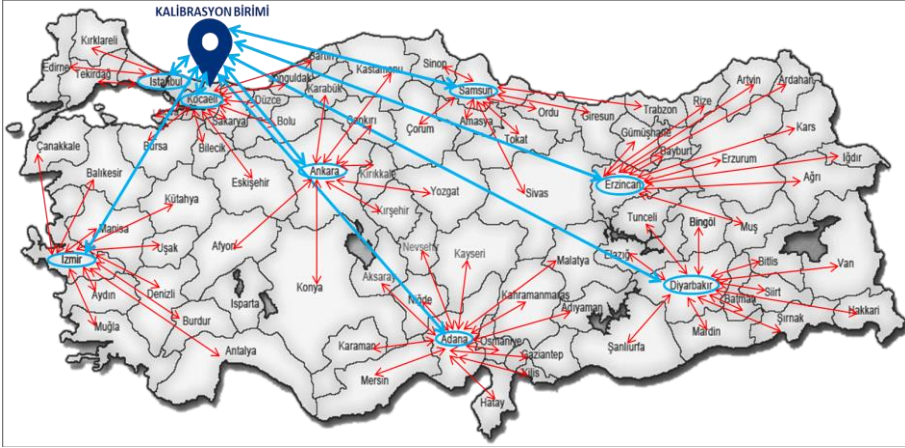 KALİBRASYON BİRİMİ
Kırklareli
Edirne
Tekirdağ
İstanbul
Kocaeli
Sakarya
Düzce
Bolu
Bartın
Zonguldak
Karabük
Kastamonu
Sinop
Samsun
Çankırı
Çorum
Amasya
Tokat
Ordu
Giresun
Trabzon
Rize
Artvin
Ardahan
Gümüşhane
Bayburt
Kars
Erzurum
Iğdır
Ağrı
Erzincan
Sivas
Çanakkale
Balıkesir
Bursa
Bilecik
Eskişehir
Ankara
Kırıkkale
Yozgat
Kırşehir
Kütahya
Manisa
Uşak
Afyon
İzmir
Aydın
Denizli
Isparta
Burdur
Muğla
Antalya
Konya
Aksaray
Nevşehir
Kayseri
Niğde
Malatya
Kahramanmaraş
Adıyaman
Karaman
Adana
Osmaniye
Gaziantep
Kilis
Mersin
Hatay
Tunceli
Bingöl
Muş
Elazığ
Bitlis
Van
Diyarbakır
Batman
Siirt
Hakkari
Şırnak
Mardin
Şanlıurfa